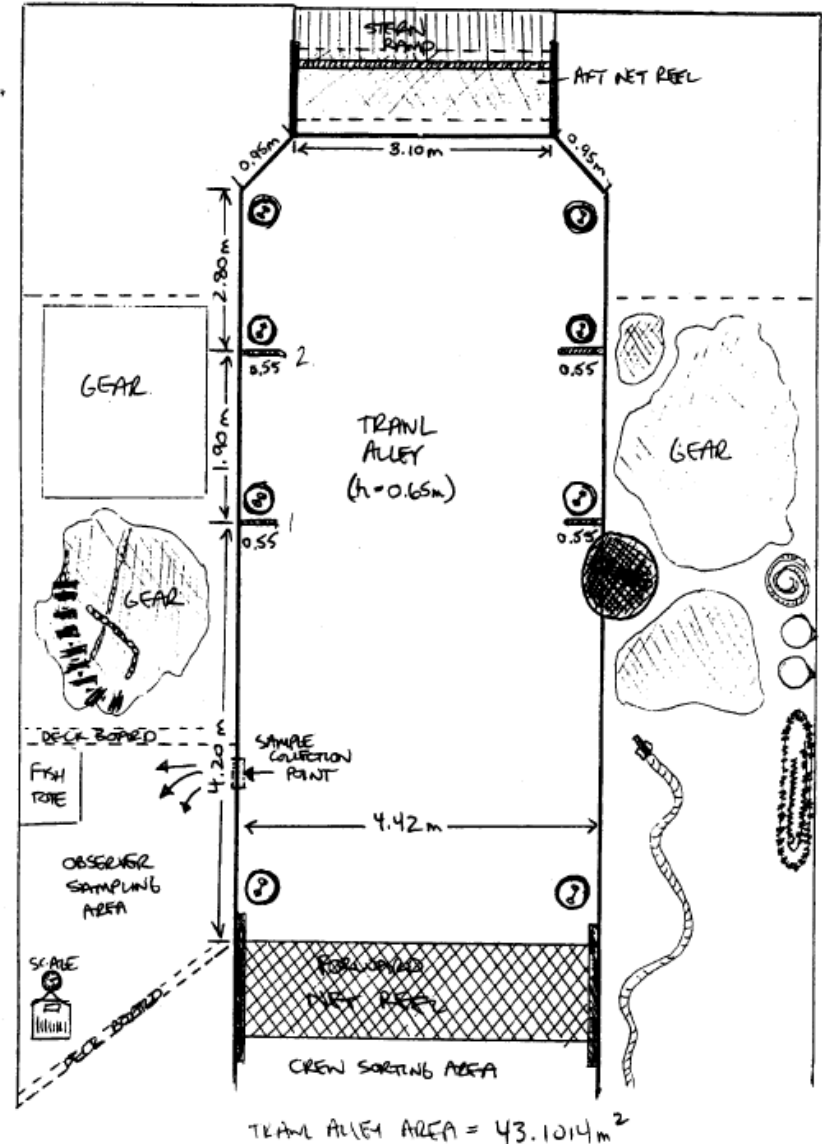 STERN
RAMP
AFT NET REEL
0.95m
3.10m
0.95m
2.80m
0.55 2
0.55
GEAR
1.90m
TRAWL
ALLEY
(h=0.65m)
GEAR
1
0.55
0.55
GEAR
DECK BOARD
4.20 m
SAMPLE
COLLECTION
POINT
FISH
TOTE
4.42m
OBSERVER
SAMPLING
AREA
SCALE
FORWARD
NET REEL
DECK BOARD
CREW SORTING AREA
TRAWL ALLEY AREA = 43.1014m²